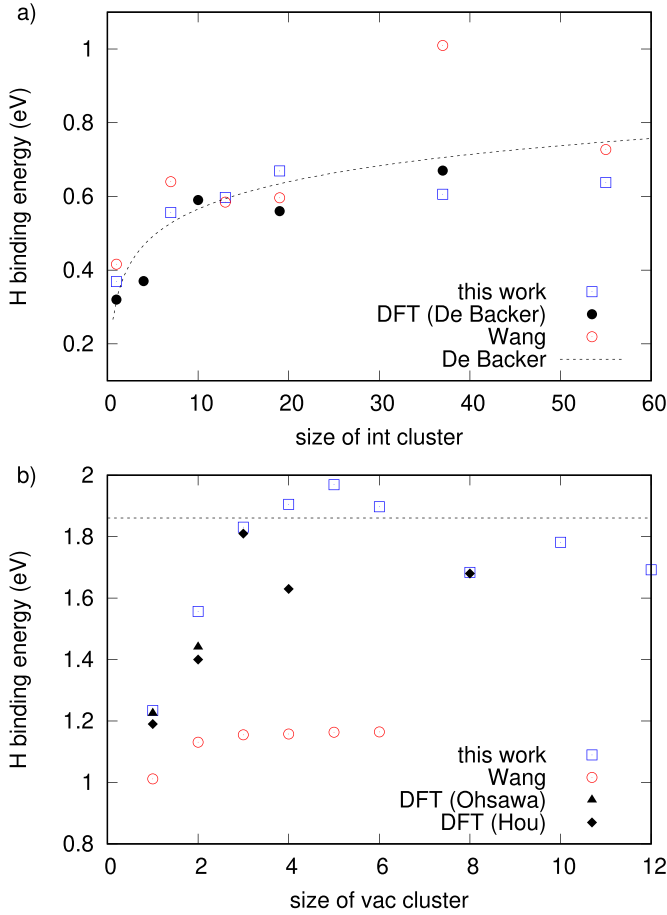 a)
H binding energy (eV)
1
0.8
0.6
0.4
0.2
0 10 20 30 40 50 60
size of int cluster
this work
DFT (De Backer)
Wang
De Backer
b)
H binding energy (eV)
2
1.8
1.6
1.4
1.2
1
0.8
0 2 4 6 8 10 12
size of vac cluster
this work
Wang
DFT (Ohsawa)
DFT (Hou)